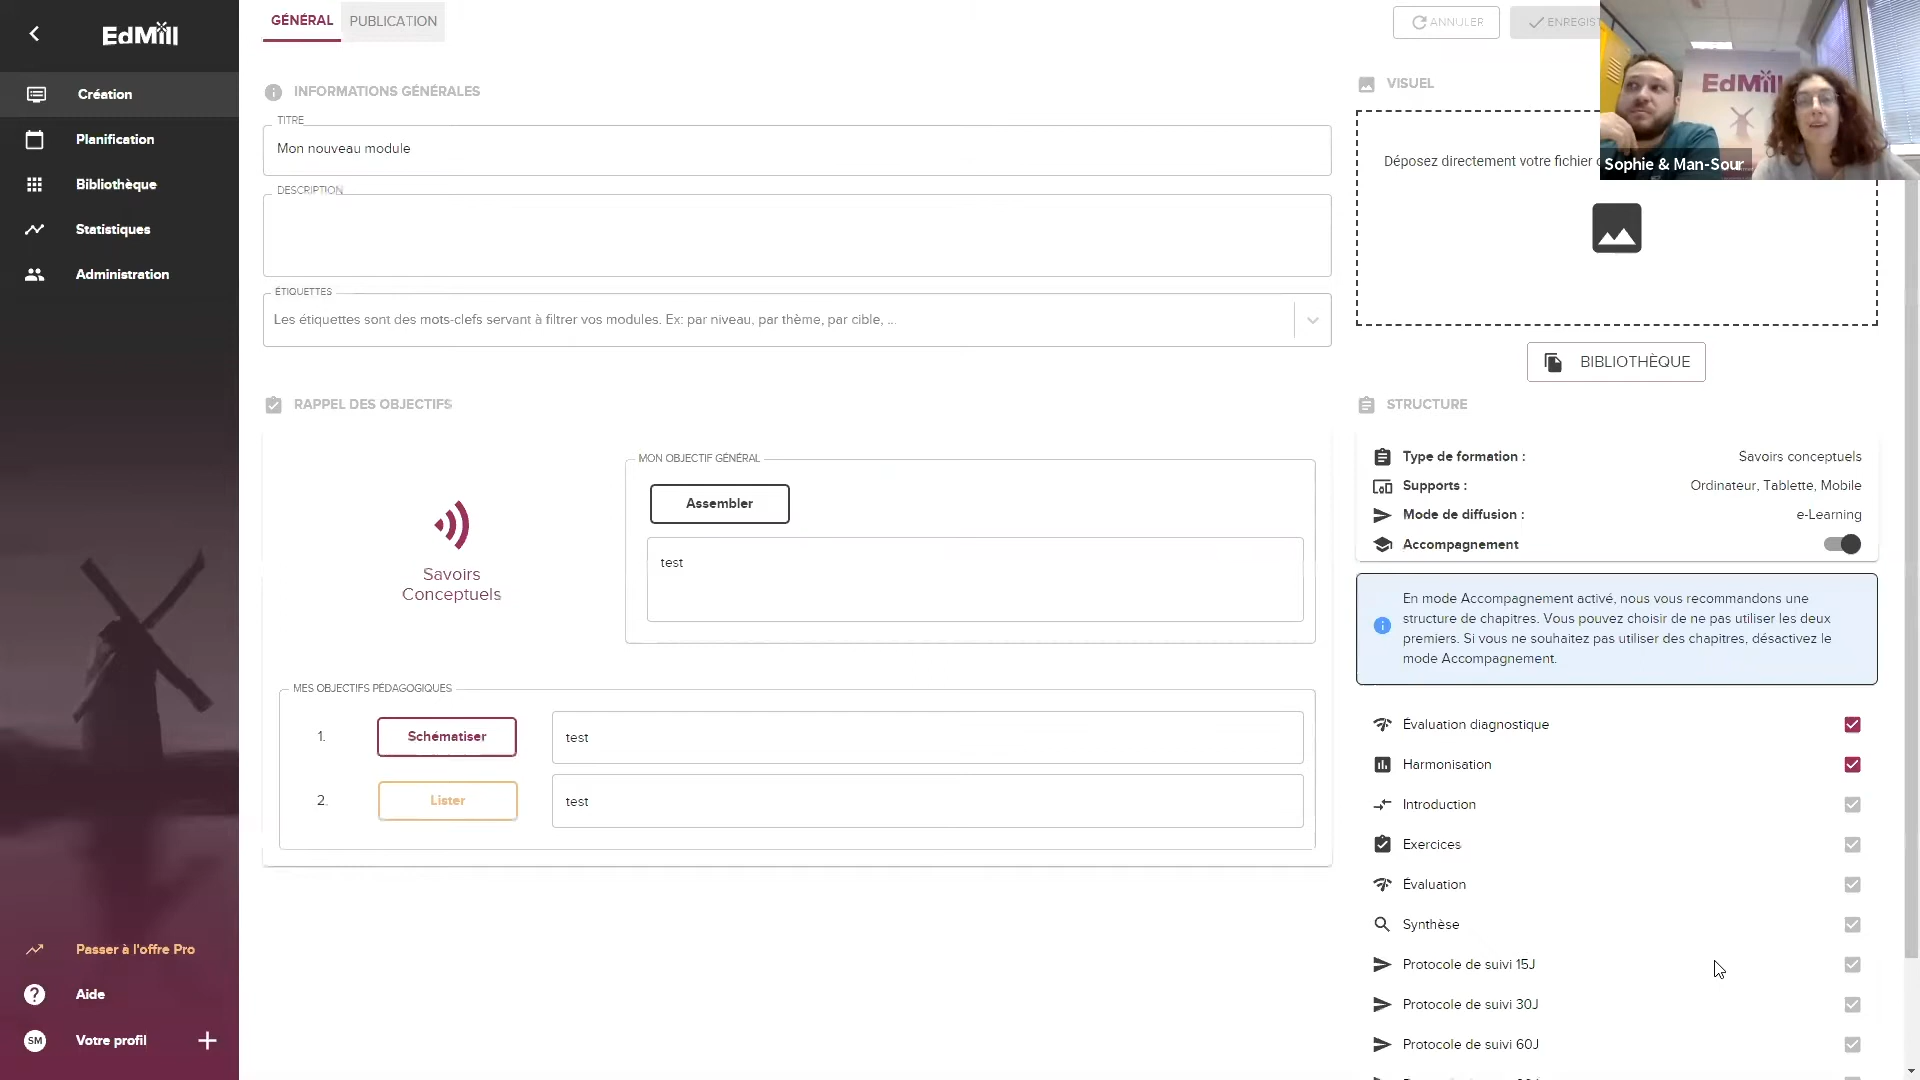 EdMill
Création
Planification
Bibliothèque
Statistiques
Administration
Passer à l'offre Pro
Aide
SM
Votre profil
GÉNÉRAL
PUBLICATION
ANNULER
INFORMATIONS GÉNÉRALES
TITRE
Mon nouveau module
DESCRIPTION
ÉTIQUETTES
Les étiquettes sont des mots-clefs servant à filtrer vos modules. Ex: par niveau, par thème, par cible, ...
RAPPEL DES OBJECTIFS
Savoirs
Conceptuels
MON OBJECTIF GÉNÉRAL
Assembler
test
MES OBJECTIFS PÉDAGOGIQUES
1.
Schématiser
test
2.
Lister
test
VISUEL
Déposez directement votre fichier
EdMill
Sophie & Man-Sour
BIBLIOTHÈQUE
STRUCTURE
Type de formation :
Savoirs conceptuels
Supports :
Ordinateur, Tablette, Mobile
Mode de diffusion :
e-Learning
Accompagnement
En mode Accompagnement activé, nous vous recommandons une
structure de chapitres. Vous pouvez choisir de ne pas utiliser les deux
premiers. Si vous ne souhaitez pas utiliser des chapitres, désactivez le
mode Accompagnement.
Évaluation diagnostique
Harmonisation
Introduction
Exercices
Évaluation
Synthèse
Protocole de suivi 15J
Protocole de suivi 30J
Protocole de suivi 60J